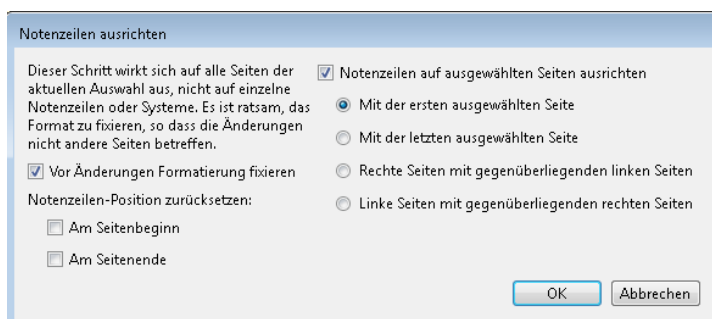 Notenzeilen ausrichten
Dieser Schritt wirkt sich auf alle Seiten der
aktuellen Auswahl aus, nicht auf einzelne
Notenzeilen oder Systeme. Es ist ratsam, das
Format zu fixieren, so dass die Änderungen
nicht andere Seiten betreffen.
Vor Änderungen Formatierung fixieren
Notenzeilen-Position zurücksetzen:
Am Seitenbeginn
Am Seitenende
Notenzeilen auf ausgewählten Seiten ausrichten
Mit der ersten ausgewählten Seite
Mit der letzten ausgewählten Seite
Rechte Seiten mit gegenüberliegenden linken Seiten
Linke Seiten mit gegenüberliegenden rechten Seiten
OK
Abbrechen